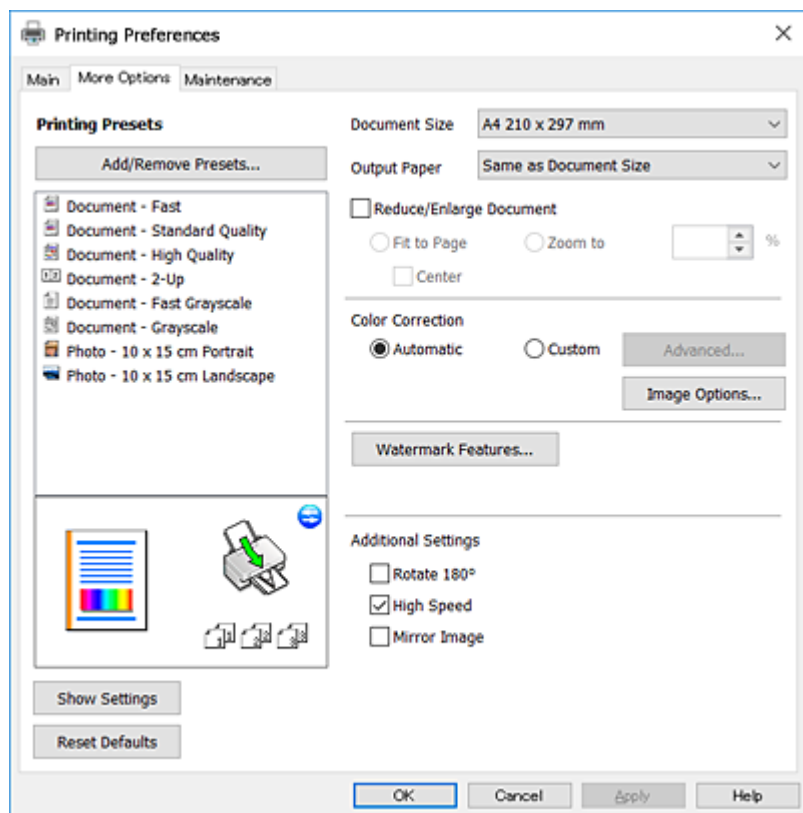 Printing Preferences
Main More Options Maintenance
Printing Presets
Add/Remove Presets...
Document - Fast
Document - Standard Quality
Document - High Quality
Document - 2-Up
Document - Fast Grayscale
Document - Grayscale
Photo - 10 x 15 cm Portrait
Photo - 10 x 15 cm Landscape
Show Settings
Reset Defaults
Document Size A4 210 x 297 mm
Output Paper Same as Document Size
Reduce/Enlarge Document
Fit to Page Zoom to %
Center
Color Correction
Automatic Custom Advanced...
Image Options...
Watermark Features...
Additional Settings
Rotate 180°
High Speed
Mirror Image
OK Cancel Apply Help